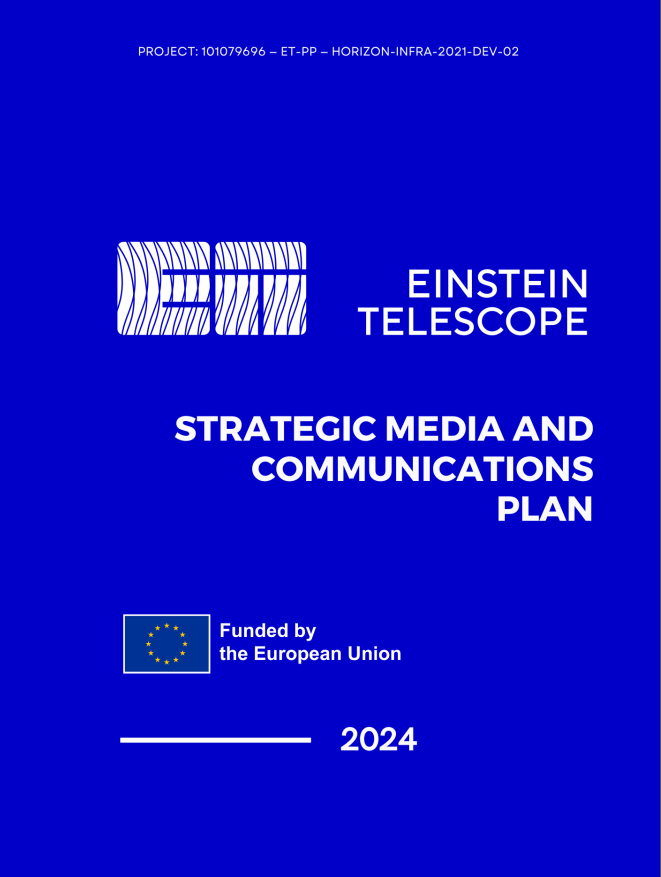 PROJECT: 101079696 – ET-PP – HORIZON-INFRA-2021-DEV-02
ET
EINSTEIN
TELESCOPE
STRATEGIC MEDIA AND
COMMUNICATIONS
PLAN
Funded by
the European Union
2024